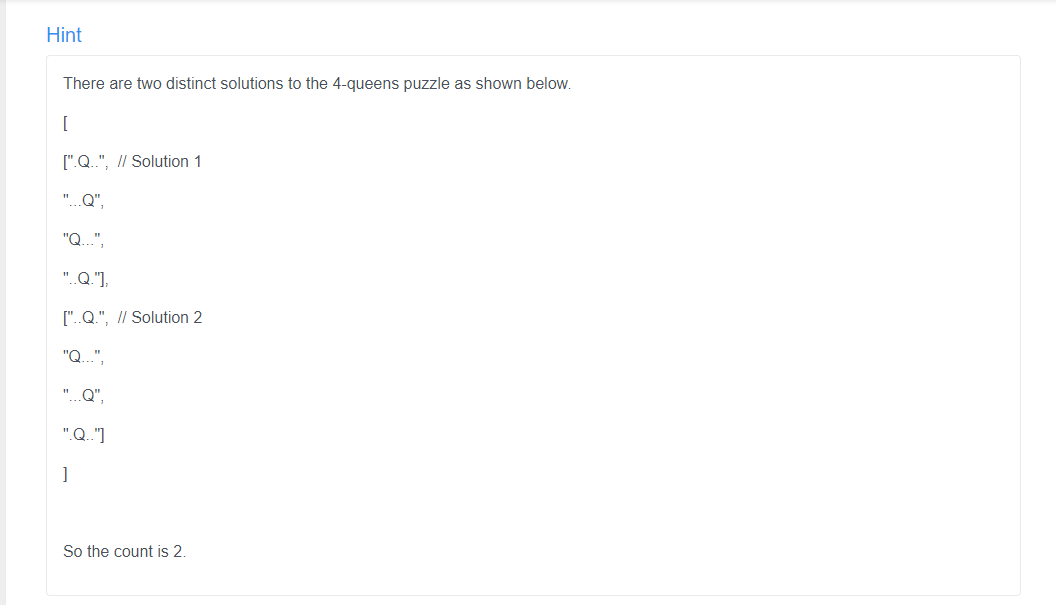 Hint
There are two distinct solutions to the 4-queens puzzle as shown below.
[
[".Q..", // Solution 1
"...Q",
"Q...",
"..Q."],
["..Q.", // Solution 2
"Q...",
"...Q",
".Q.."]
]
So the count is 2.